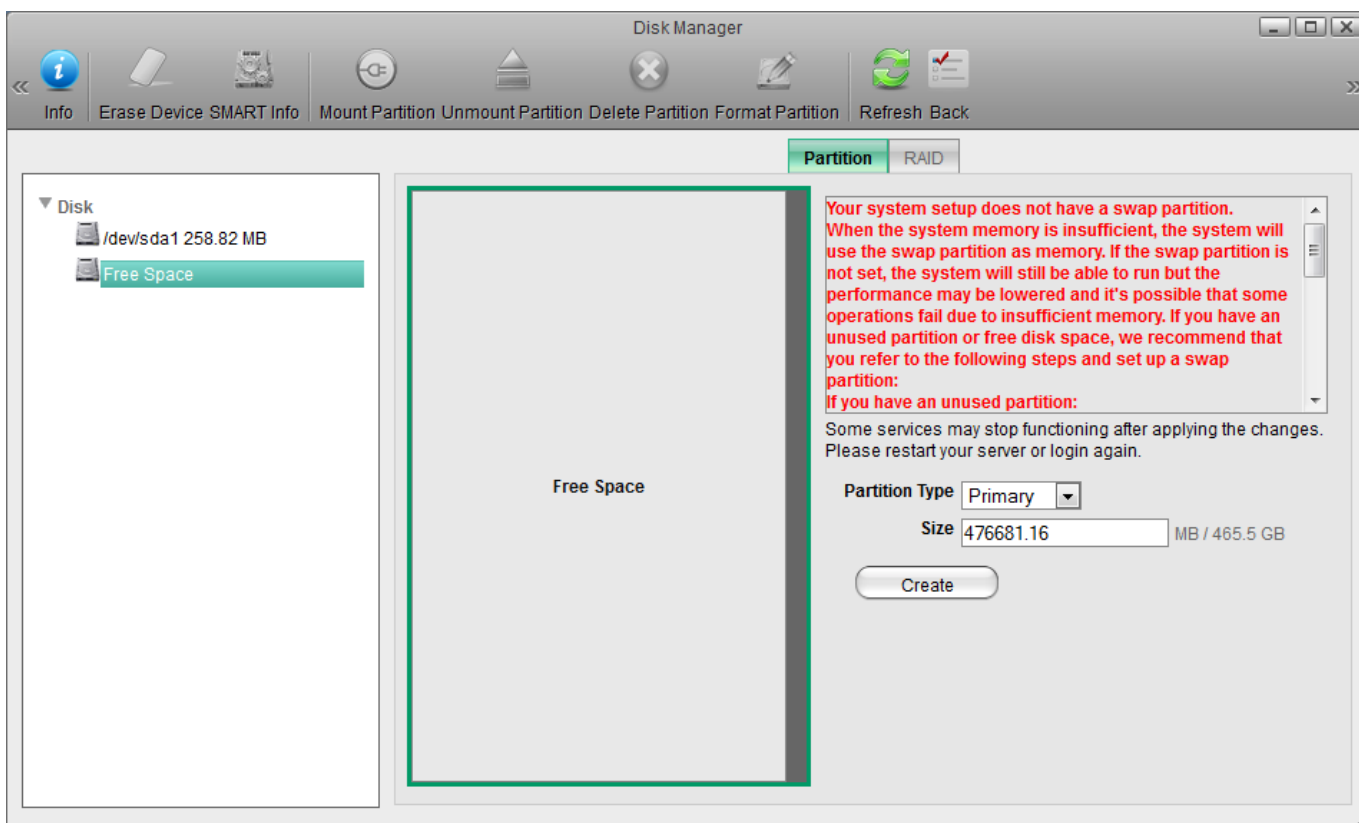 Disk Manager
Info
Erase Device
SMART Info
Mount Partition
Unmount Partition
Delete Partition
Format Partition
Refresh
Back
Partition
RAID
Disk
/dev/sda1 258.82 MB
Free Space
Free Space
Your system setup does not have a swap partition.
When the system memory is insufficient, the system will
use the swap partition as memory. If the swap partition is
not set, the system will still be able to run but the
performance may be lowered and it's possible that some
operations fail due to insufficient memory. If you have an
unused partition or free disk space, we recommend that
you refer to the following steps and set up a swap
partition:
If you have an unused partition:
Some services may stop functioning after applying the changes.
Please restart your server or login again.
Partition Type Primary
Size 476681.16 MB / 465.5 GB
Create